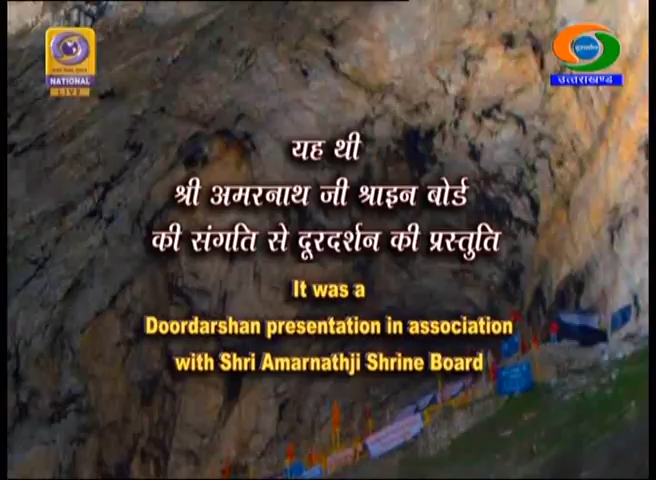 NATIONAL
LIVE
उत्तराखण्ड
यह थी
श्री अमरनाथ जी श्राइन बोर्ड
की संगति से दूरदर्शन की प्रस्तुति
It was a
Doordarshan presentation in association
with Shri Amarnathji Shrine Board